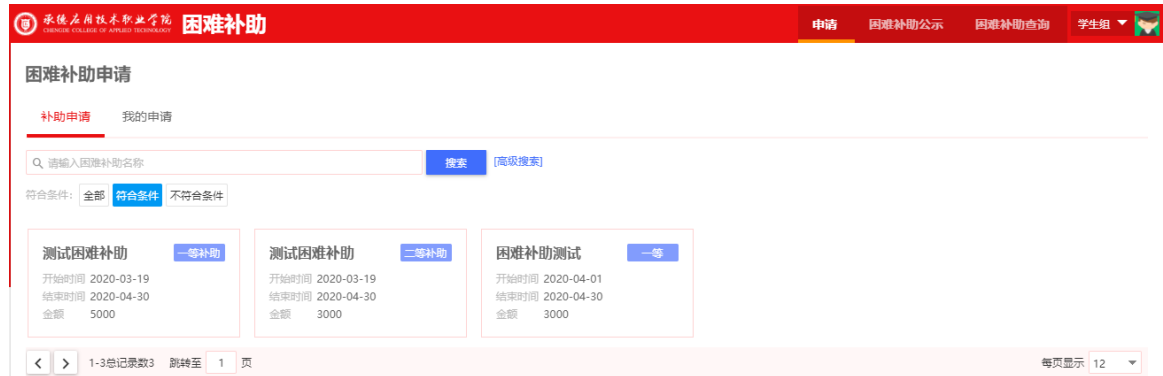 承德应用技术职业学院 困难补助 申请 困难补助公示 困难补助查询 学生组
CHENGDE COLLEGE OF APPLIED TECHNOLOGY
困难补助申请
补助申请 我的申请
请输入困难补助名称 搜索 [高级搜索]
符合条件: 全部 符合条件 不符合条件
测试困难补助 一等补助 测试困难补助 二等补助 困难补助测试 一等
开始时间 2020-03-19 开始时间 2020-03-19 开始时间 2020-04-01
结束时间 2020-04-30 结束时间 2020-04-30 结束时间 2020-04-30
金额 5000 金额 3000 金额 3000
1-3总记录数3 跳转至 1 页 每页显示 12